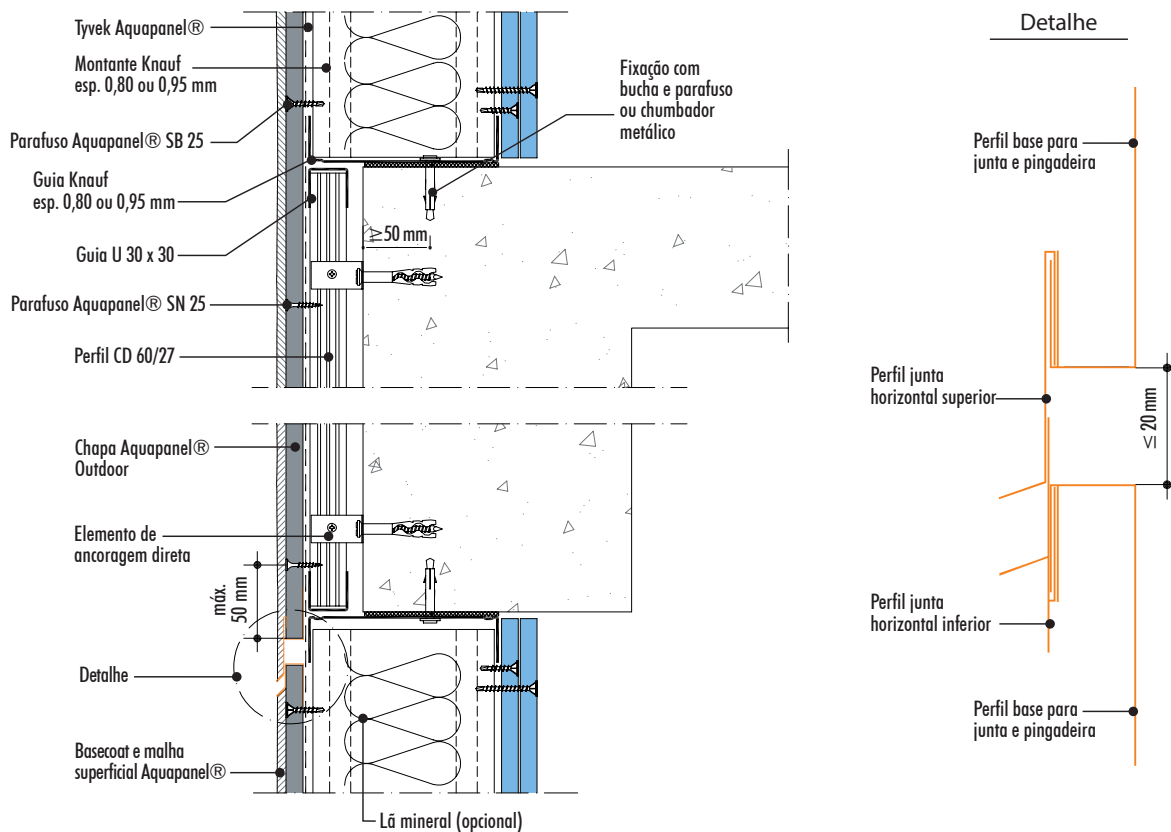 Tyvek Aquapanel®
Montante Knauf
esp. 0,80 ou 0,95 mm
Parafuso Aquapanel® SB 25
Guia Knauf
esp. 0,80 ou 0,95 mm
Guia U 30 x 30
Parafuso Aquapanel® SN 25
Perfil CD 60/27
Chapa Aquapanel®
Outdoor
Elemento de
ancoragem direta
máx.
50 mm
Detalhe
Basecoat e malha
superficial Aquapanel®
Lã mineral (opcional)
Fixação com
bucha e parafuso
ou chumbador
metálico
≥50 mm
Detalhe
Perfil base para
junta e pingadeira
Perfil junta
horizontal superior
≤ 20 mm
Perfil junta
horizontal inferior
Perfil base para
junta e pingadeira